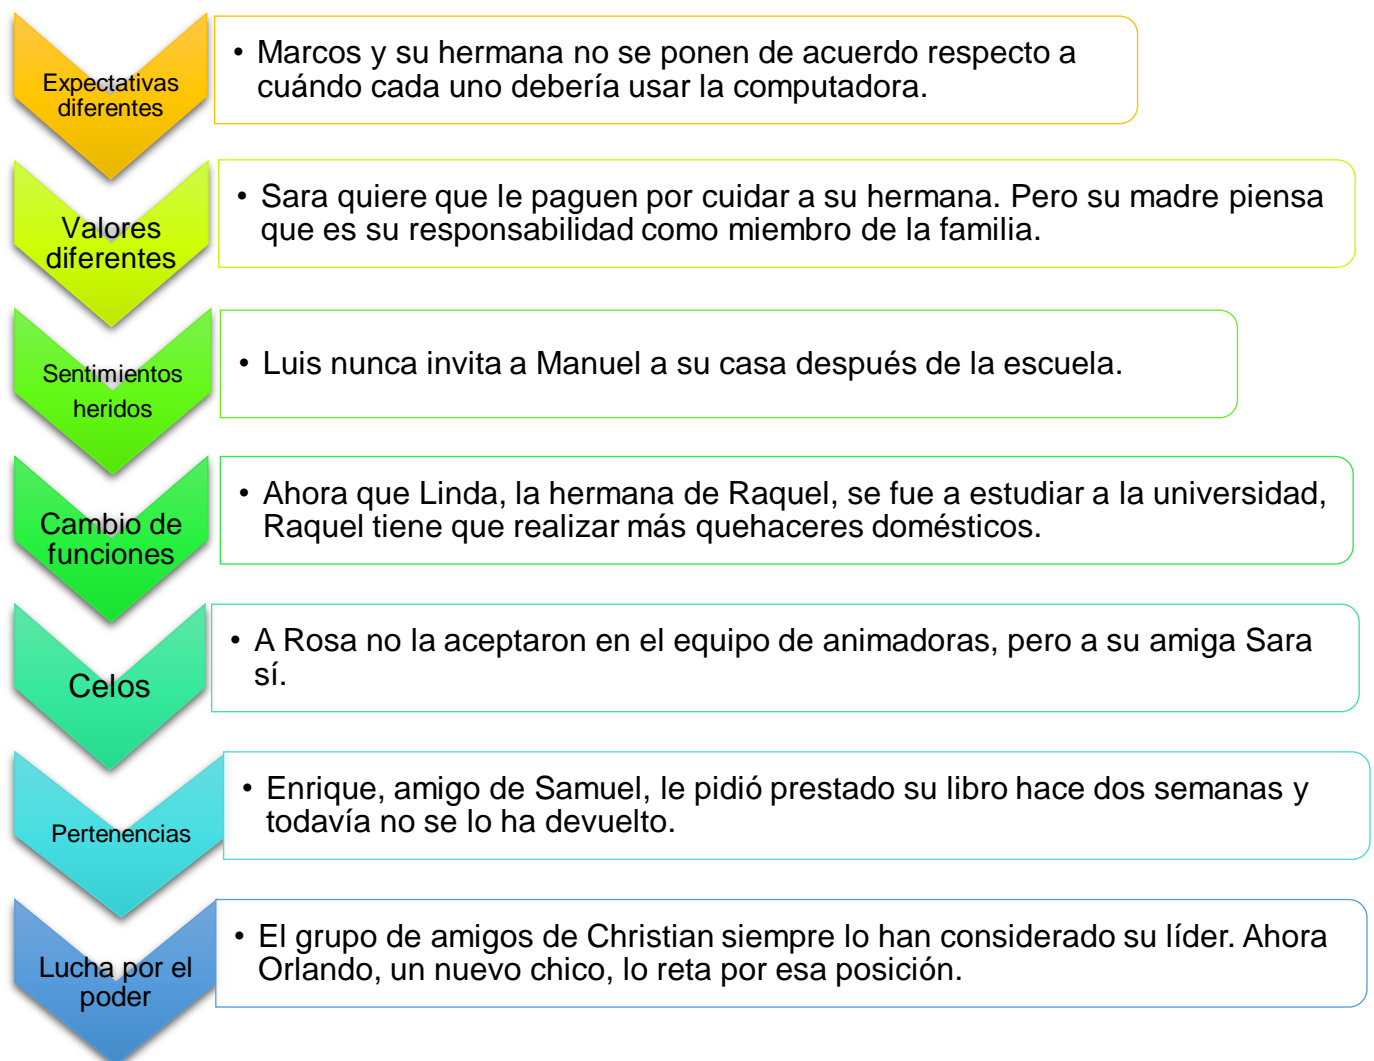 Expectativas
diferentes
• Marcos y su hermana no se ponen de acuerdo respecto a
cuándo cada uno debería usar la computadora.
Valores
diferentes
• Sara quiere que le paguen por cuidar a su hermana. Pero su madre piensa
que es su responsabilidad como miembro de la familia.
Sentimientos
heridos
• Luis nunca invita a Manuel a su casa después de la escuela.
Cambio de
funciones
• Ahora que Linda, la hermana de Raquel, se fue a estudiar a la universidad,
Raquel tiene que realizar más quehaceres domésticos.
Celos
• A Rosa no la aceptaron en el equipo de animadoras, pero a su amiga Sara
sí.
Pertenencias
• Enrique, amigo de Samuel, le pidió prestado su libro hace dos semanas y
todavía no se lo ha devuelto.
Lucha por el
poder
• El grupo de amigos de Christian siempre lo han considerado su líder. Ahora
Orlando, un nuevo chico, lo reta por esa posición.